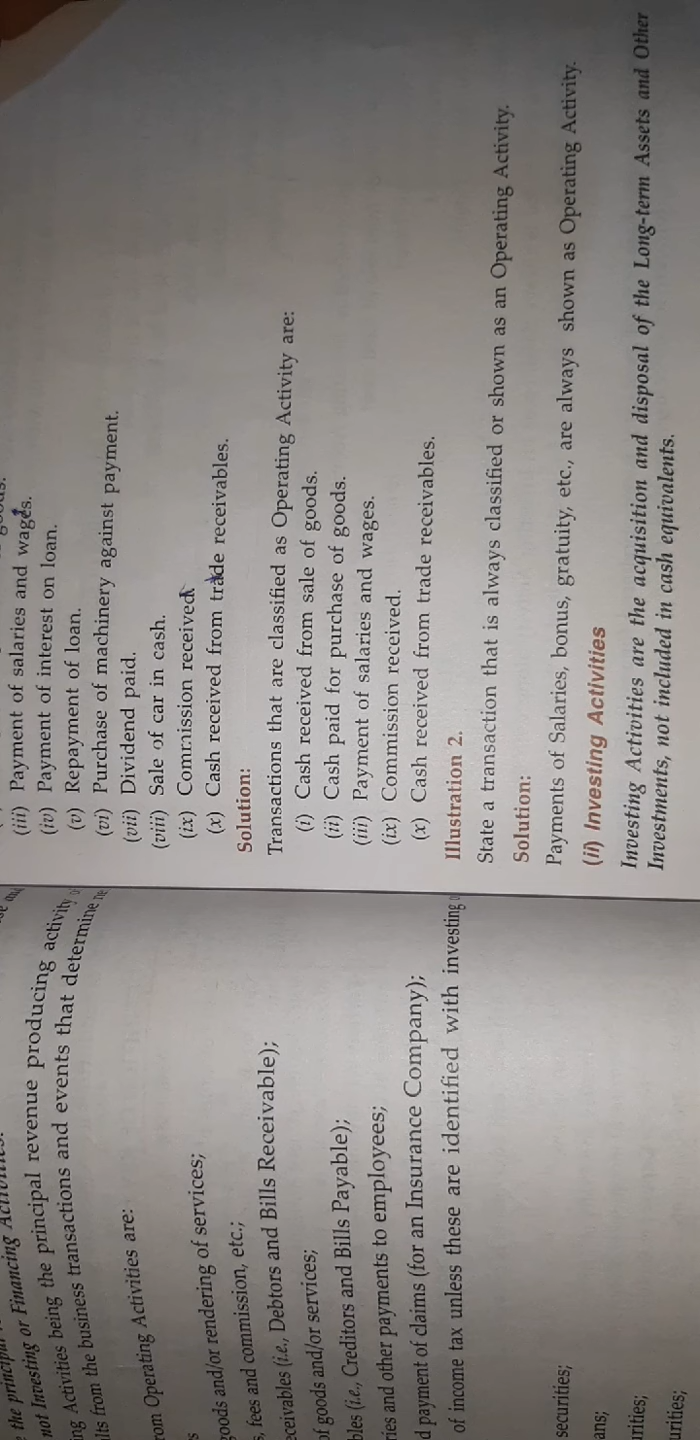 the principal
not Investing or Financing Activities.
ng Activities being the principal revenue producing activity
lts from the business transactions and events that determine
rom Operating Activities are:
s
goods and/or rendering of services;
s, fees and commission, etc.;
eceivables (i.e., Debtors and Bills Receivable);
of goods and/or services;
bles (i.e., Creditors and Bills Payable);
ries and other payments to employees;
d payment of claims (for an Insurance Company);
of income tax unless these are identified with investing
securities;
ans;
urities;
urities;
(iii) Payment of salaries and wages.
(iv) Payment of interest on loan.
(v) Repayment of loan.
(vi) Purchase of machinery against payment.
(vii) Dividend paid.
(viii) Sale of car in cash.
(ix) Commission received
(x) Cash received from trade receivables.
Solution:
Transactions that are classified as Operating Activity are:
(i) Cash received from sale of goods.
(ii) Cash paid for purchase of goods.
(iii) Payment of salaries and wages.
(ix) Commission received.
(x) Cash received from trade receivables.
Illustration 2.
State a transaction that is always classified or shown as an Operating Activity.
Solution:
Payments of Salaries, bonus, gratuity, etc., are always shown as Operating Activity.
(ii) Investing Activities
Investing Activities are the acquisition and disposal of the Long-term Assets and Other
Investments, not included in cash equivalents.